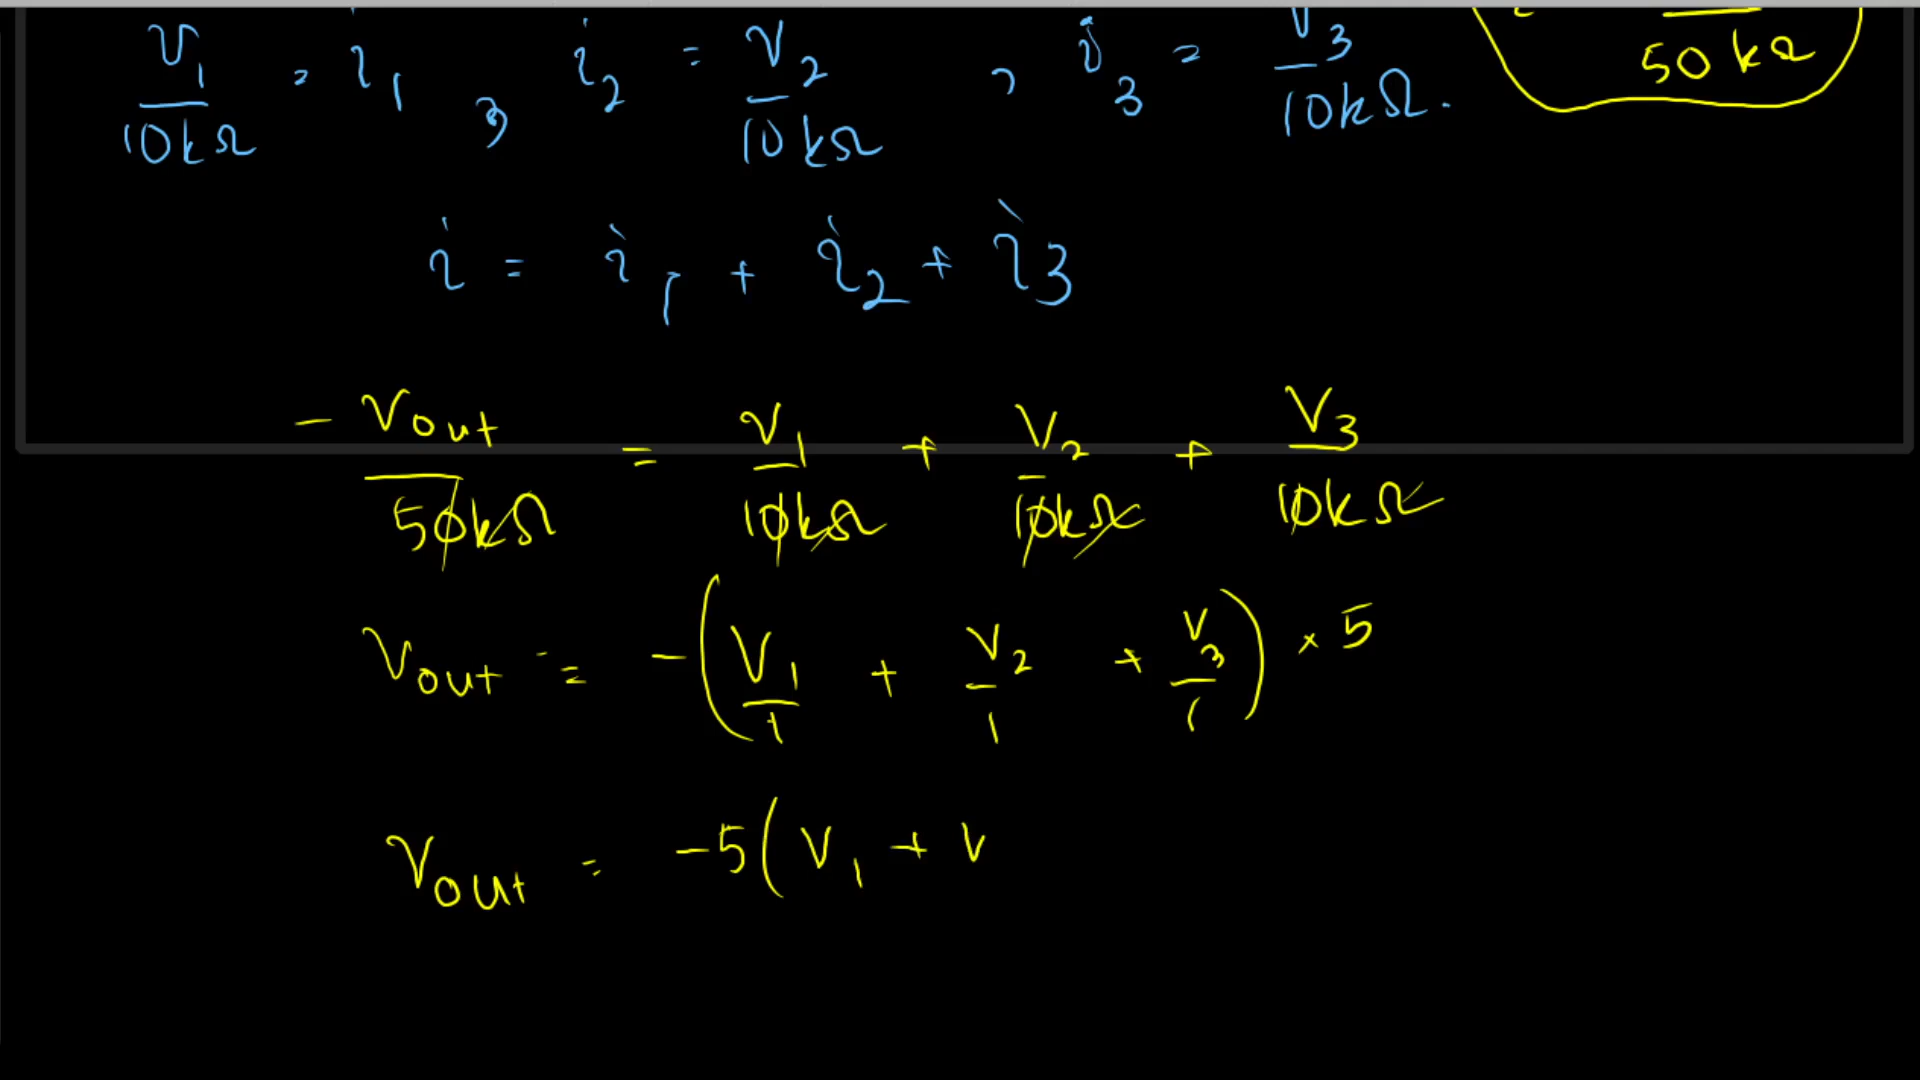 V1/10kΩ = i1 , i2 = V2/10kΩ , i3 = V3/10kΩ.
50kΩ
i = i1 + i2 + i3
-Vout/50kΩ = V1/10kΩ + V2/10kΩ + V3/10kΩ
Vout = -(V1/1 + V2/1 + V3/1) × 5
Vout = -5(V1 + V